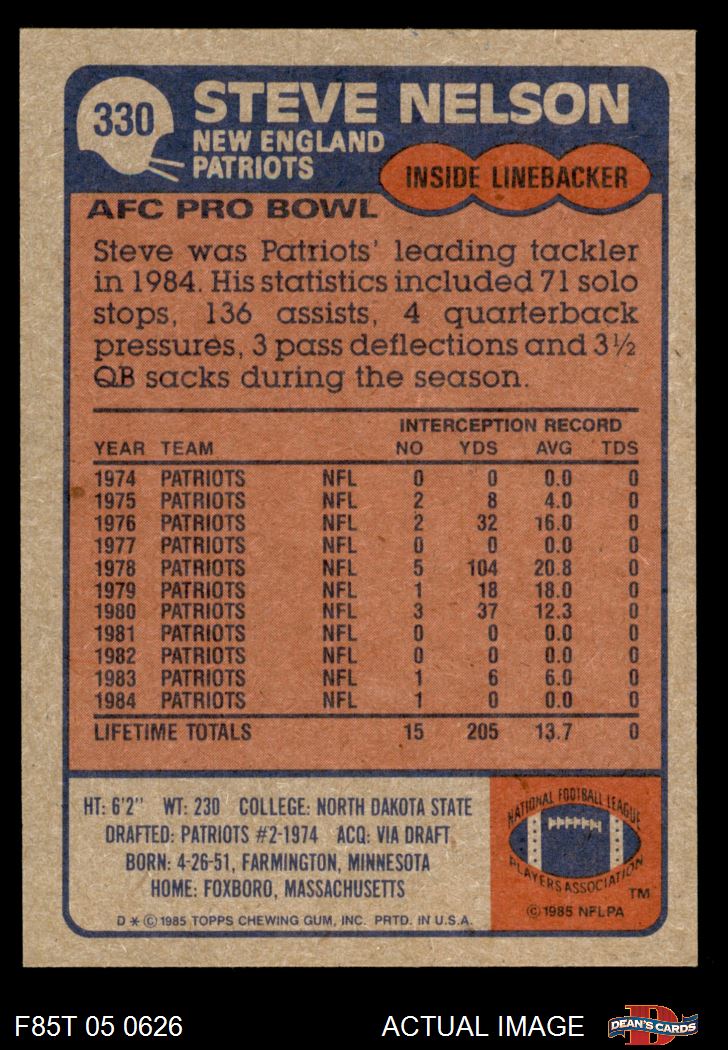 330
STEVE NELSON
NEW ENGLAND
PATRIOTS
INSIDE LINEBACKER
AFC PRO BOWL
Steve was Patriots' leading tackler
in 1984. His statistics included 71 solo
stops, 136 assists, 4 quarterback
pressures, 3 pass deflections and 3½
QB sacks during the season.
INTERCEPTION RECORD
YEAR TEAM NO YDS AVG TDS
1974 PATRIOTS NFL 0 0 0.0 0
1975 PATRIOTS NFL 2 8 4.0 0
1976 PATRIOTS NFL 2 32 16.0 0
1977 PATRIOTS NFL 0 0 0.0 0
1978 PATRIOTS NFL 5 104 20.8 0
1979 PATRIOTS NFL 1 18 18.0 0
1980 PATRIOTS NFL 3 37 12.3 0
1981 PATRIOTS NFL 0 0 0.0 0
1982 PATRIOTS NFL 0 0 0.0 0
1983 PATRIOTS NFL 1 6 6.0 0
1984 PATRIOTS NFL 1 0 0.0 0
LIFETIME TOTALS 15 205 13.7 0
HT: 6'2" WT: 230 COLLEGE: NORTH DAKOTA STATE
DRAFTED: PATRIOTS #2-1974 ACQ: VIA DRAFT
BORN: 4-26-51, FARMINGTON, MINNESOTA
HOME: FOXBORO, MASSACHUSETTS
D * © 1985 TOPPS CHEWING GUM, INC. PRTD. IN U.S.A.
NATIONAL FOOTBALL LEAGUE
PLAYERS ASSOCIATION
TM
© 1985 NFLPA
F85T 05 0626
ACTUAL IMAGE
D
DEAN'S CARDS